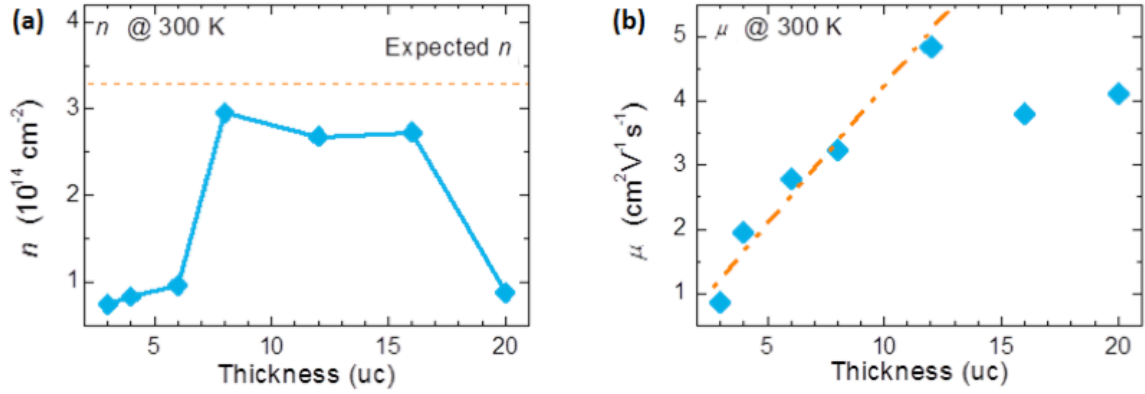 (a)
n @ 300 K
Expected n
4
3
2
1
n (10¹⁴ cm⁻²)
5
10
15
20
Thickness (uc)
(b)
μ @ 300 K
5
4
3
2
1
μ (cm²V⁻¹s⁻¹)
5
10
15
20
Thickness (uc)